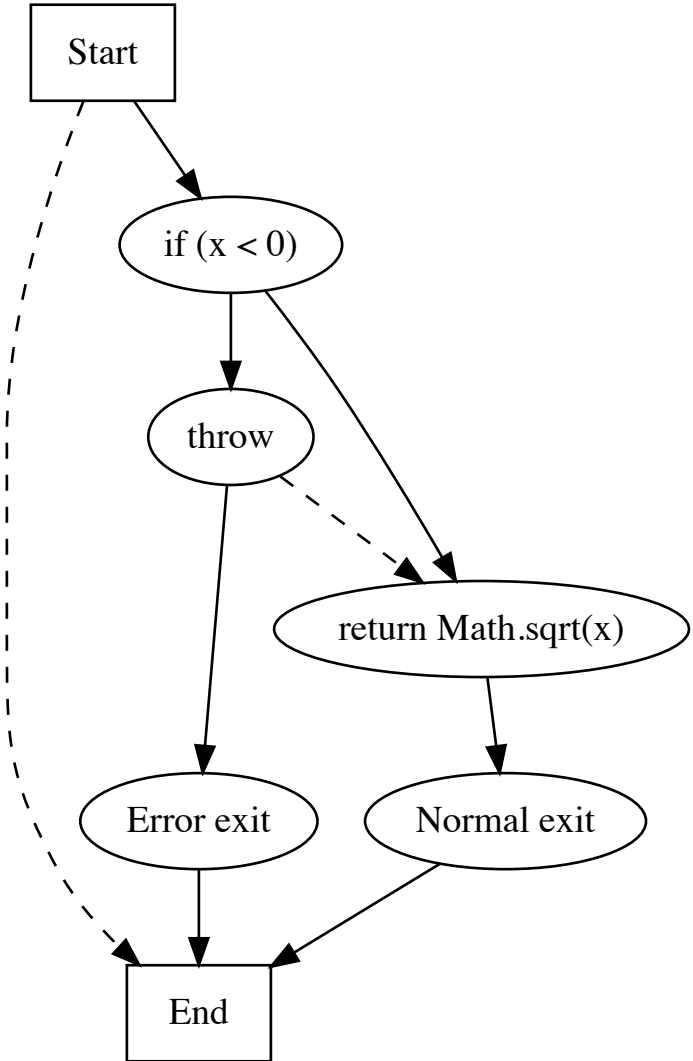 Start
if (x < 0)
throw
return Math.sqrt(x)
Error exit
Normal exit
End